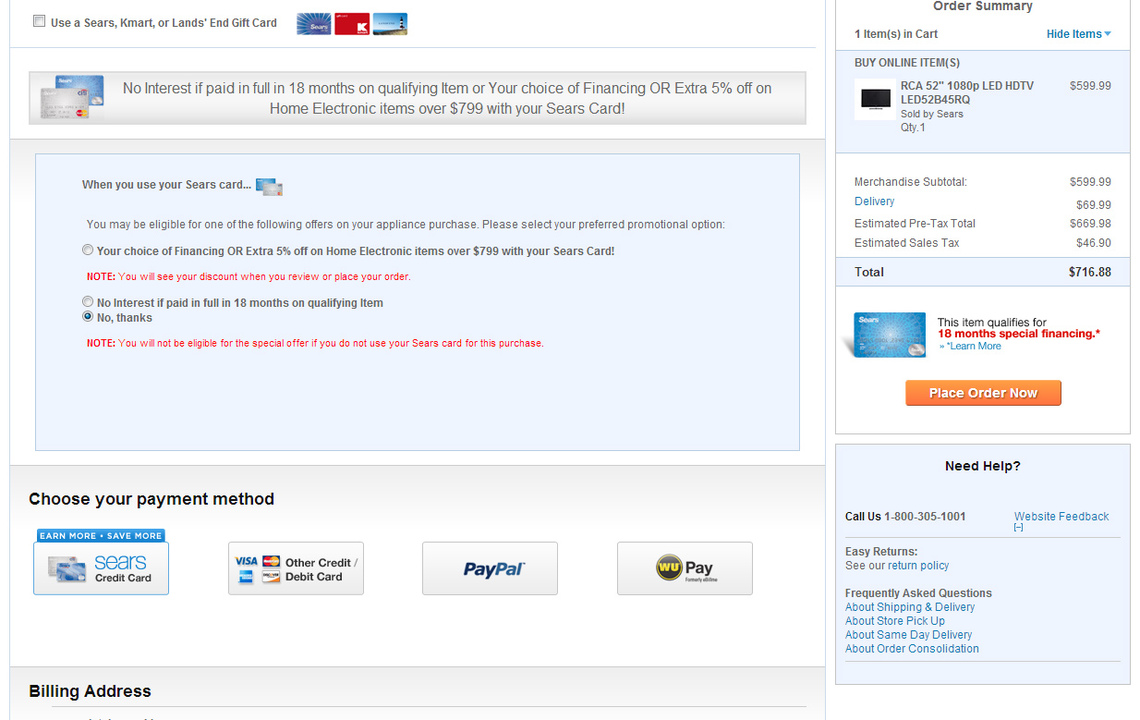 Use a Sears, Kmart, or Lands' End Gift Card
Sears
K
No Interest if paid in full in 18 months on qualifying Item or Your choice of Financing OR Extra 5% off on
Home Electronic items over $799 with your Sears Card!
When you use your Sears card...
You may be eligible for one of the following offers on your appliance purchase. Please select your preferred promotional option:
Your choice of Financing OR Extra 5% off on Home Electronic items over $799 with your Sears Card!
NOTE: You will see your discount when you review or place your order.
No Interest if paid in full in 18 months on qualifying Item
No, thanks
NOTE: You will not be eligible for the special offer if you do not use your Sears card for this purchase.
Choose your payment method
EARN MORE • SAVE MORE
sears
Credit Card
VISA
Other Credit /
Debit Card
PayPal
WU Pay
Formerly eBillme
Billing Address
Order Summary
1 Item(s) in Cart
Hide Items
BUY ONLINE ITEM(S)
RCA 52" 1080p LED HDTV $599.99
LED52B45RQ
Sold by Sears
Qty.1
Merchandise Subtotal: $599.99
Delivery $69.99
Estimated Pre-Tax Total $669.98
Estimated Sales Tax $46.90
Total $716.88
Sears
This item qualifies for
18 months special financing.*
» *Learn More
Place Order Now
Need Help?
Call Us 1-800-305-1001
Website Feedback
[–]
Easy Returns:
See our return policy
Frequently Asked Questions
About Shipping & Delivery
About Store Pick Up
About Same Day Delivery
About Order Consolidation